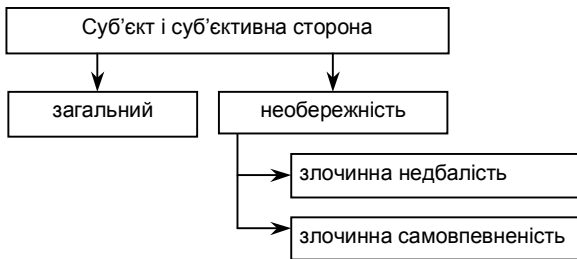 Суб’єкт і суб’єктивна сторона
загальний
необережність
злочинна недбалість
злочинна самовпевненість